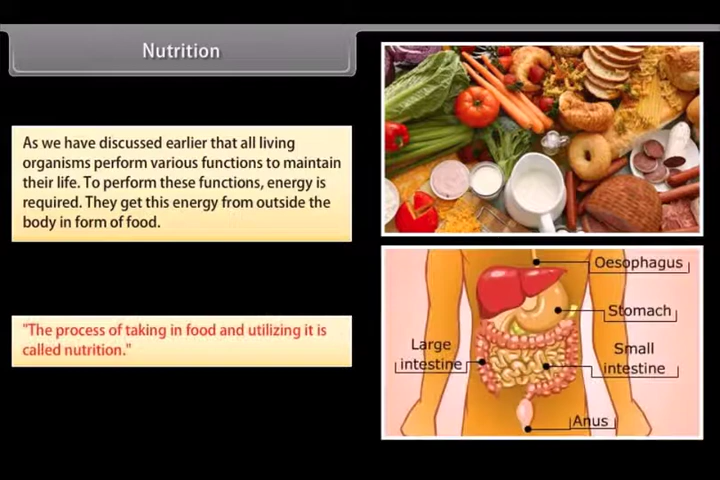 Nutrition
As we have discussed earlier that all living
organisms perform various functions to maintain
their life. To perform these functions, energy is
required. They get this energy from outside the
body in form of food.
"The process of taking in food and utilizing it is
called nutrition."
Oesophagus
Stomach
Large
intestine
Small
intestine
Anus